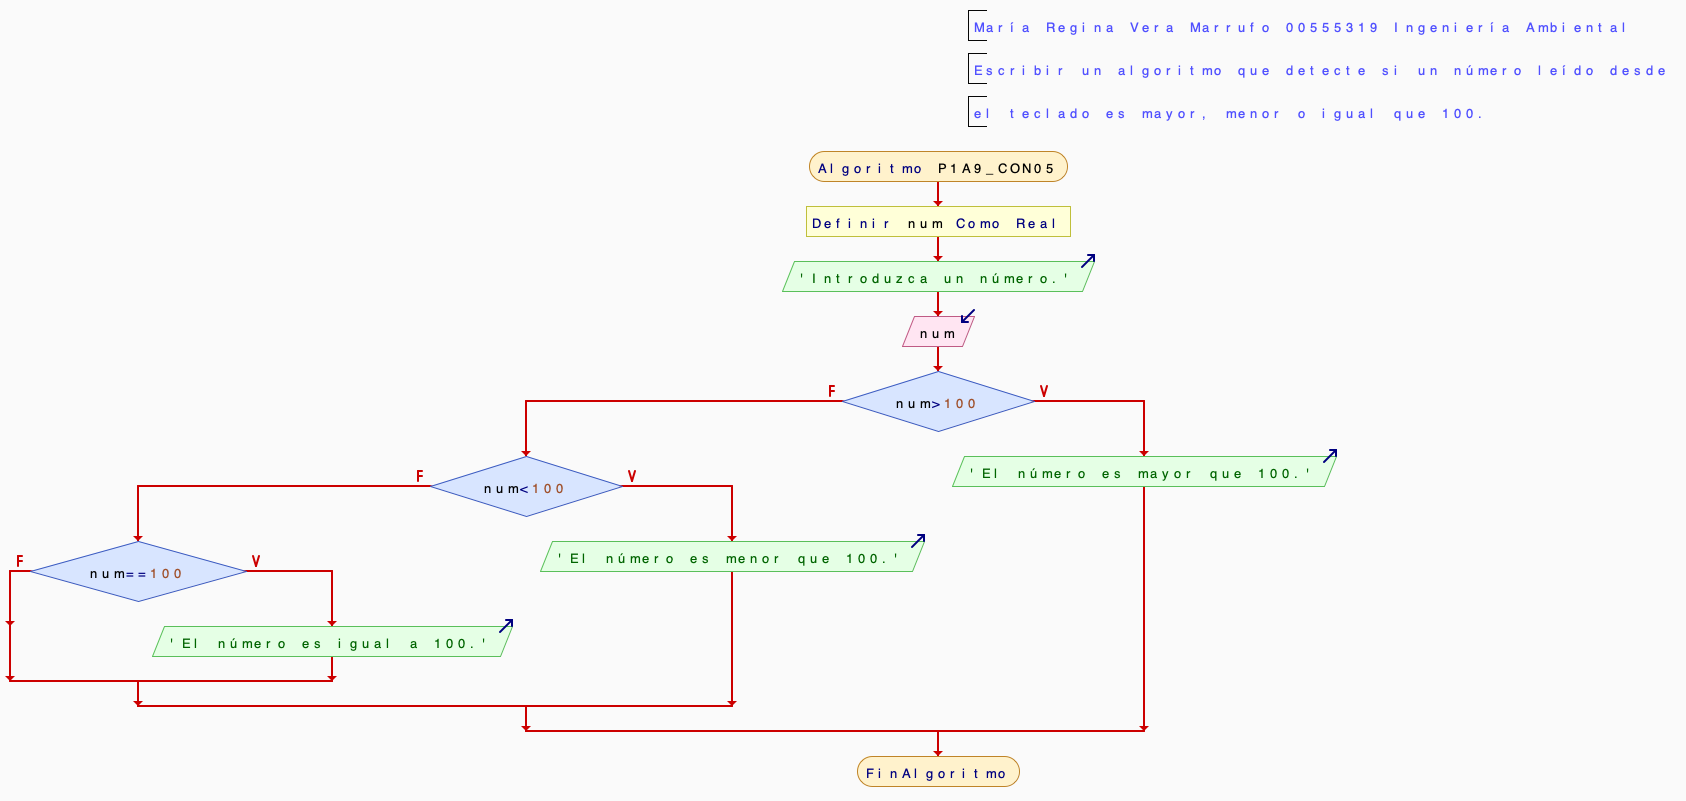 María Regina Vera Marrufo 00555319 Ingeniería Ambiental
Escribir un algoritmo que detecte si un número leído desde
el teclado es mayor, menor o igual que 100.
Algoritmo P1A9_CON05
Definir num Como Real
'Introduzca un número.'
num
F
V
num>100
F
V
num<100
'El número es mayor que 100.'
F
V
num==100
'El número es menor que 100.'
'El número es igual a 100.'
FinAlgoritmo